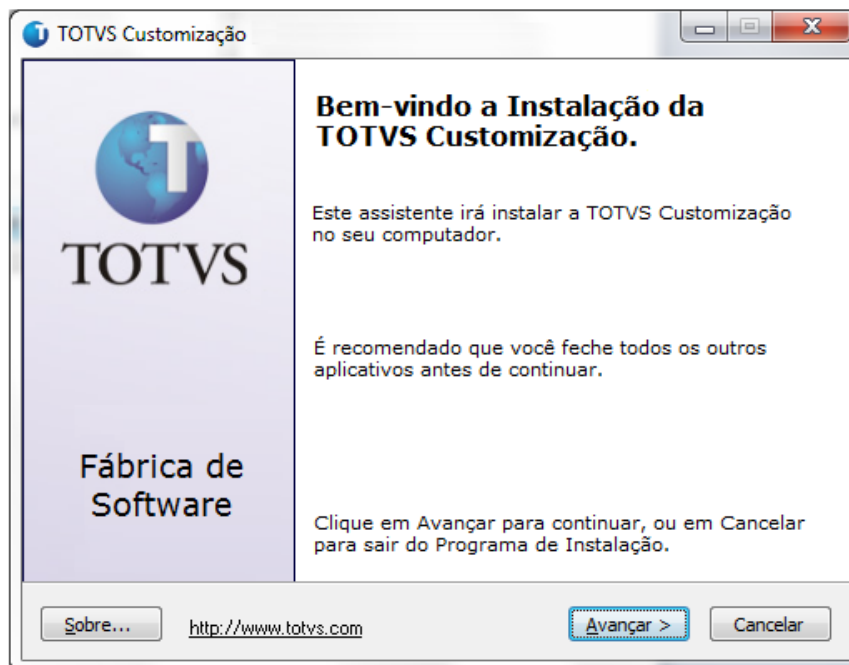 TOTVS Customização
TOTVS
Fábrica de
Software
Bem-vindo a Instalação da
TOTVS Customização.
Este assistente irá instalar a TOTVS Customização
no seu computador.
É recomendado que você feche todos os outros
aplicativos antes de continuar.
Clique em Avançar para continuar, ou em Cancelar
para sair do Programa de Instalação.
Sobre... http://www.totvs.com Avançar > Cancelar